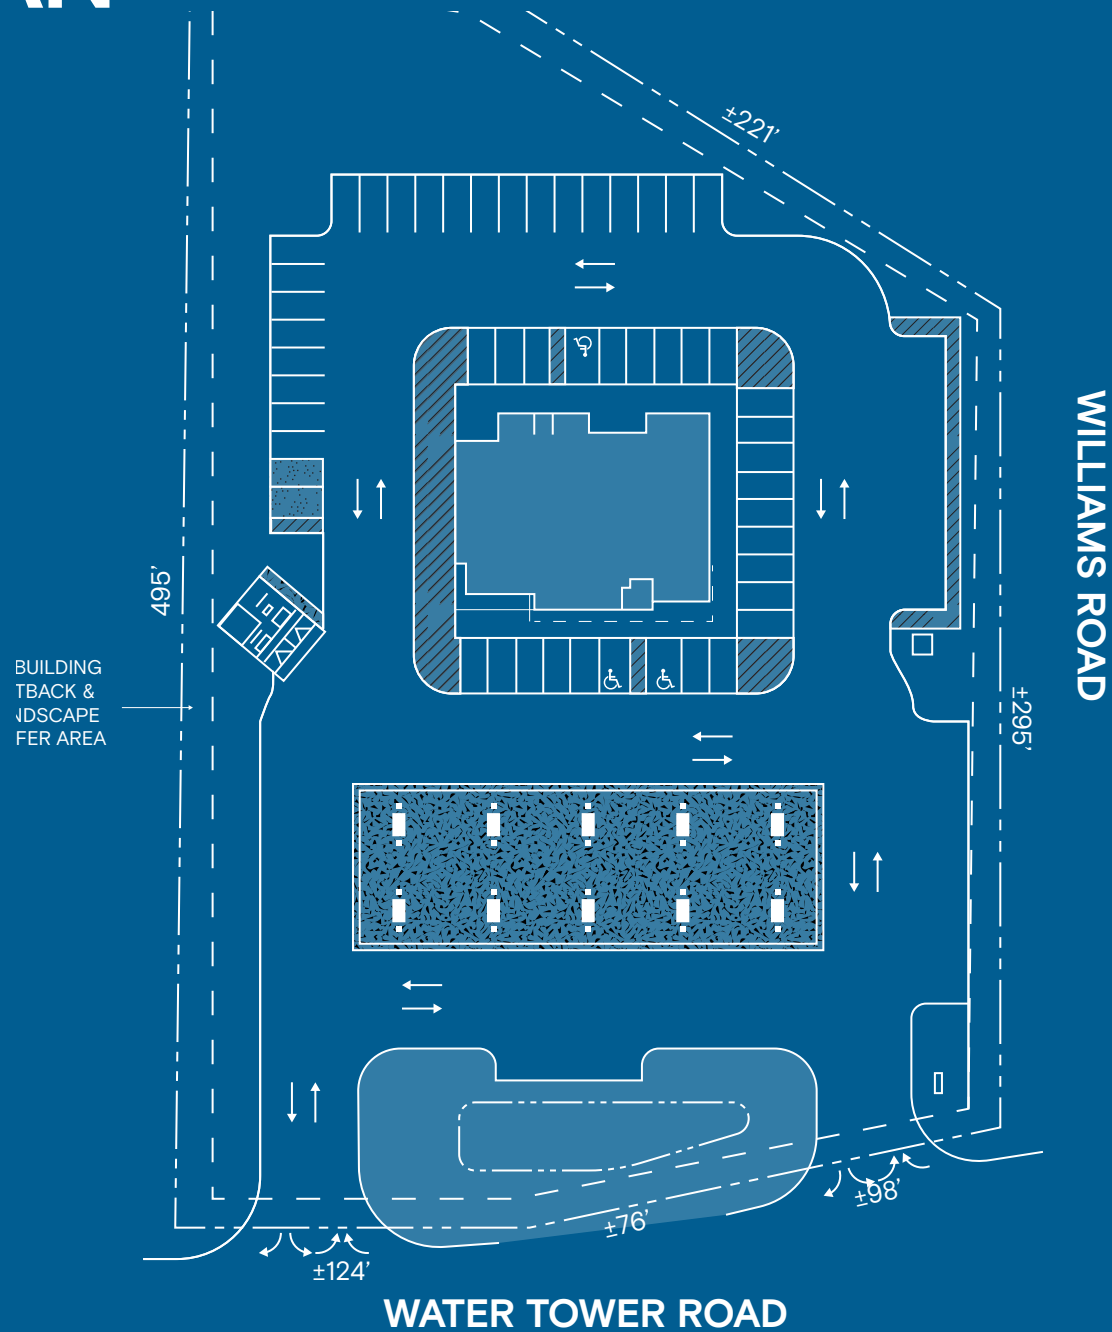 ±221'
WILLIAMS ROAD
495'
BUILDING
TBACK &
NDSCAPE
FER AREA
±295'
±98'
±76'
±124'
WATER TOWER ROAD